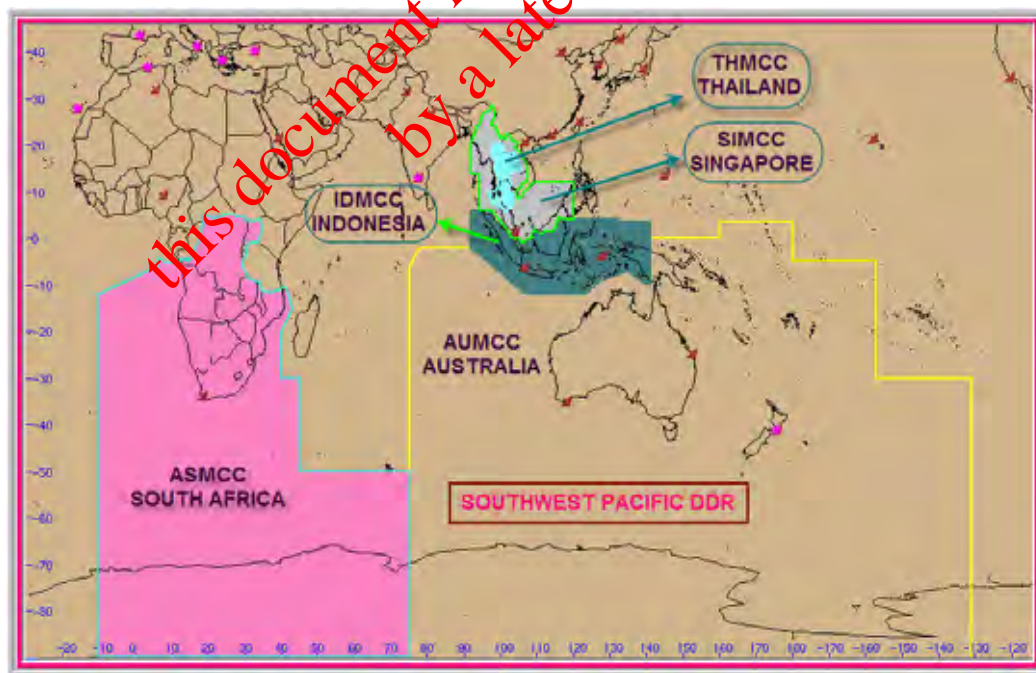 this document
by a late
THMCC
THAILAND
SIMCC
SINGAPORE
IDMCC
INDONESIA
AUMCC
AUSTRALIA
ASMCC
SOUTH AFRICA
SOUTHWEST PACIFIC DDR
40
30
20
10
0
-10
-20
-30
-40
-50
-60
-70
-80
-20 -10 0 10 20 30 40 50 60 70 80 90 100 110 120 130 140 150 160 170 180 -170 -160 -150 -140 -130 -120